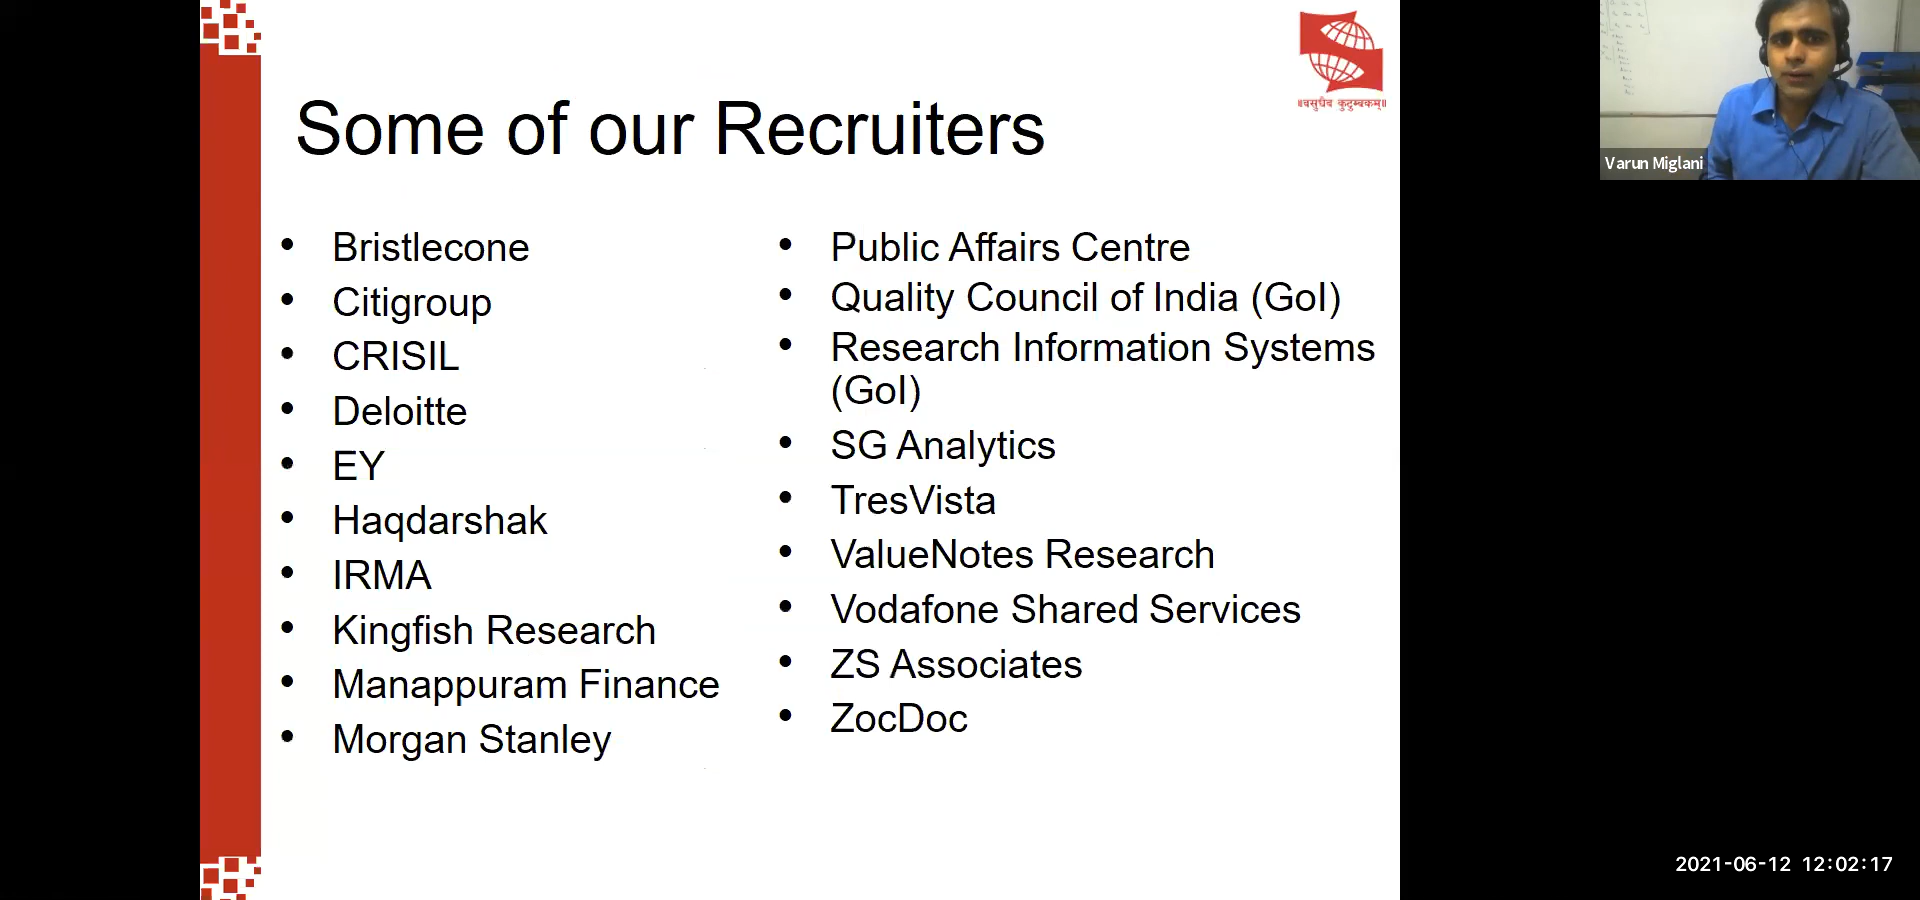 Some of our Recruiters
॥वसुधैव कुटुम्बकम्॥
• Bristlecone
• Citigroup
• CRISIL
• Deloitte
• EY
• Haqdarshak
• IRMA
• Kingfish Research
• Manappuram Finance
• Morgan Stanley
• Public Affairs Centre
• Quality Council of India (GoI)
• Research Information Systems
(GoI)
• SG Analytics
• TresVista
• ValueNotes Research
• Vodafone Shared Services
• ZS Associates
• ZocDoc
Varun Miglani
2021-06-12 12:02:17